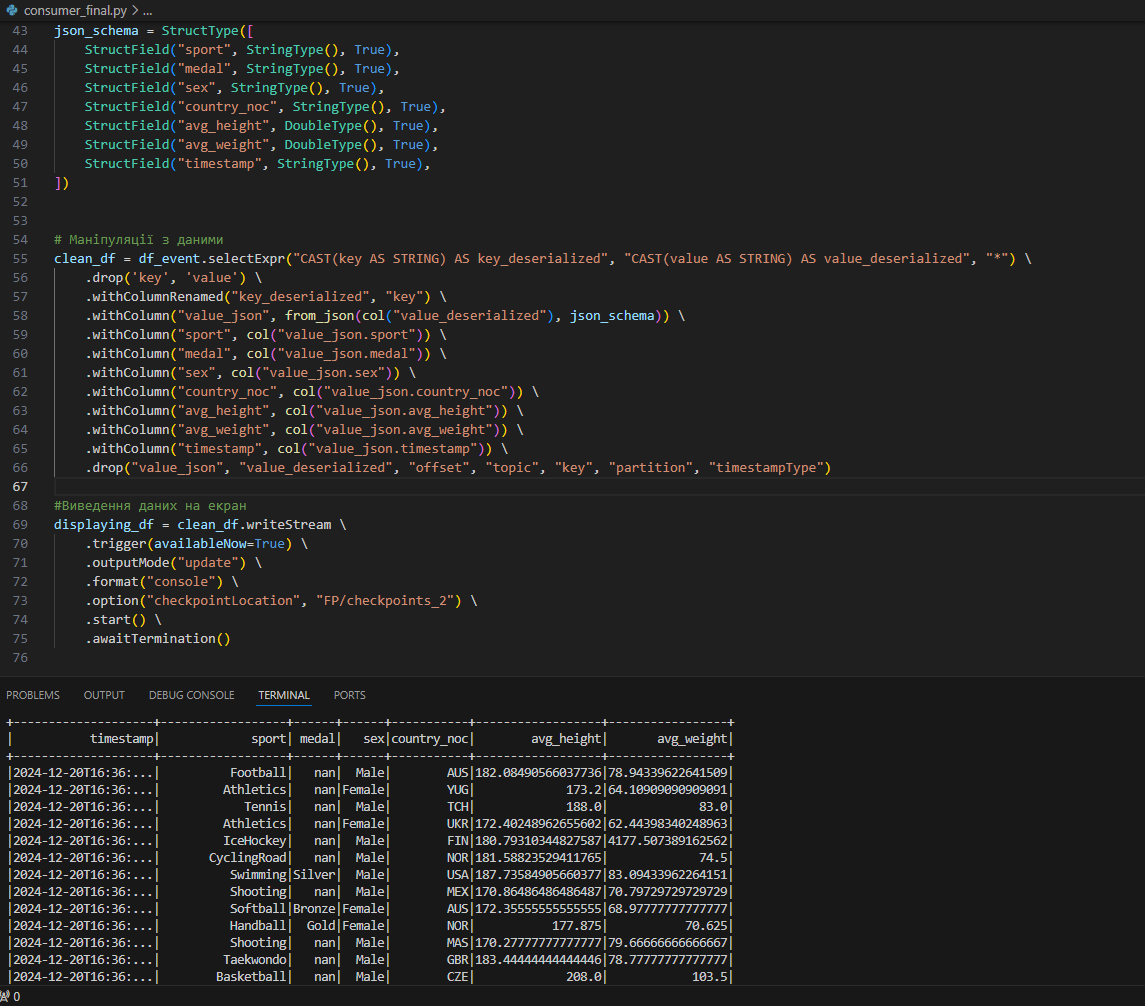 consumer_final.py > ...
43 json_schema = StructType([
44     StructField("sport", StringType(), True),
45     StructField("medal", StringType(), True),
46     StructField("sex", StringType(), True),
47     StructField("country_noc", StringType(), True),
48     StructField("avg_height", DoubleType(), True),
49     StructField("avg_weight", DoubleType(), True),
50     StructField("timestamp", StringType(), True),
51 ])
52
53
54 # Маніпуляції з даними
55 clean_df = df_event.selectExpr("CAST(key AS STRING) AS key_deserialized", "CAST(value AS STRING) AS value_deserialized", "*") \
56     .drop('key', 'value') \
57     .withColumnRenamed("key_deserialized", "key") \
58     .withColumn("value_json", from_json(col("value_deserialized"), json_schema)) \
59     .withColumn("sport", col("value_json.sport")) \
60     .withColumn("medal", col("value_json.medal")) \
61     .withColumn("sex", col("value_json.sex")) \
62     .withColumn("country_noc", col("value_json.country_noc")) \
63     .withColumn("avg_height", col("value_json.avg_height")) \
64     .withColumn("avg_weight", col("value_json.avg_weight")) \
65     .withColumn("timestamp", col("value_json.timestamp")) \
66     .drop("value_json", "value_deserialized", "offset", "topic", "key", "partition", "timestampType")
67
68 #Виведення даних на екран
69 displaying_df = clean_df.writeStream \
70     .trigger(availableNow=True) \
71     .outputMode("update") \
72     .format("console") \
73     .option("checkpointLocation", "FP/checkpoints_2") \
74     .start() \
75     .awaitTermination()
76
PROBLEMS OUTPUT DEBUG CONSOLE TERMINAL PORTS
+--------------------+------------------+------+------+-----------+------------------+-----------------+
|           timestamp|             sport| medal|   sex|country_noc|        avg_height|       avg_weight|
+--------------------+------------------+------+------+-----------+------------------+-----------------+
|2024-12-20T16:36:...|          Football|   nan|  Male|        AUS|182.08490566037736|78.94339622641509|
|2024-12-20T16:36:...|         Athletics|   nan|Female|        YUG|             173.2|64.10909090909091|
|2024-12-20T16:36:...|            Tennis|   nan|  Male|        TCH|             188.0|             83.0|
|2024-12-20T16:36:...|         Athletics|   nan|Female|        UKR|172.40248962655602|62.44398340248963|
|2024-12-20T16:36:...|         IceHockey|   nan|  Male|        FIN|180.79310344827587|4177.507389162562|
|2024-12-20T16:36:...|       CyclingRoad|   nan|  Male|        NOR|181.58823529411765|             74.5|
|2024-12-20T16:36:...|          Swimming|Silver|  Male|        USA|187.73584905660377|83.09433962264151|
|2024-12-20T16:36:...|          Shooting|   nan|  Male|        MEX|170.86486486486487|70.79729729729729|
|2024-12-20T16:36:...|          Softball|Bronze|Female|        AUS|172.35555555555555|68.97777777777777|
|2024-12-20T16:36:...|          Handball|  Gold|Female|        NOR|           177.875|           70.625|
|2024-12-20T16:36:...|          Shooting|   nan|  Male|        MAS|170.27777777777777|79.66666666666667|
|2024-12-20T16:36:...|         Taekwondo|   nan|  Male|        GBR|183.44444444444446|78.77777777777777|
|2024-12-20T16:36:...|        Basketball|   nan|  Male|        CZE|             208.0|            103.5|
0